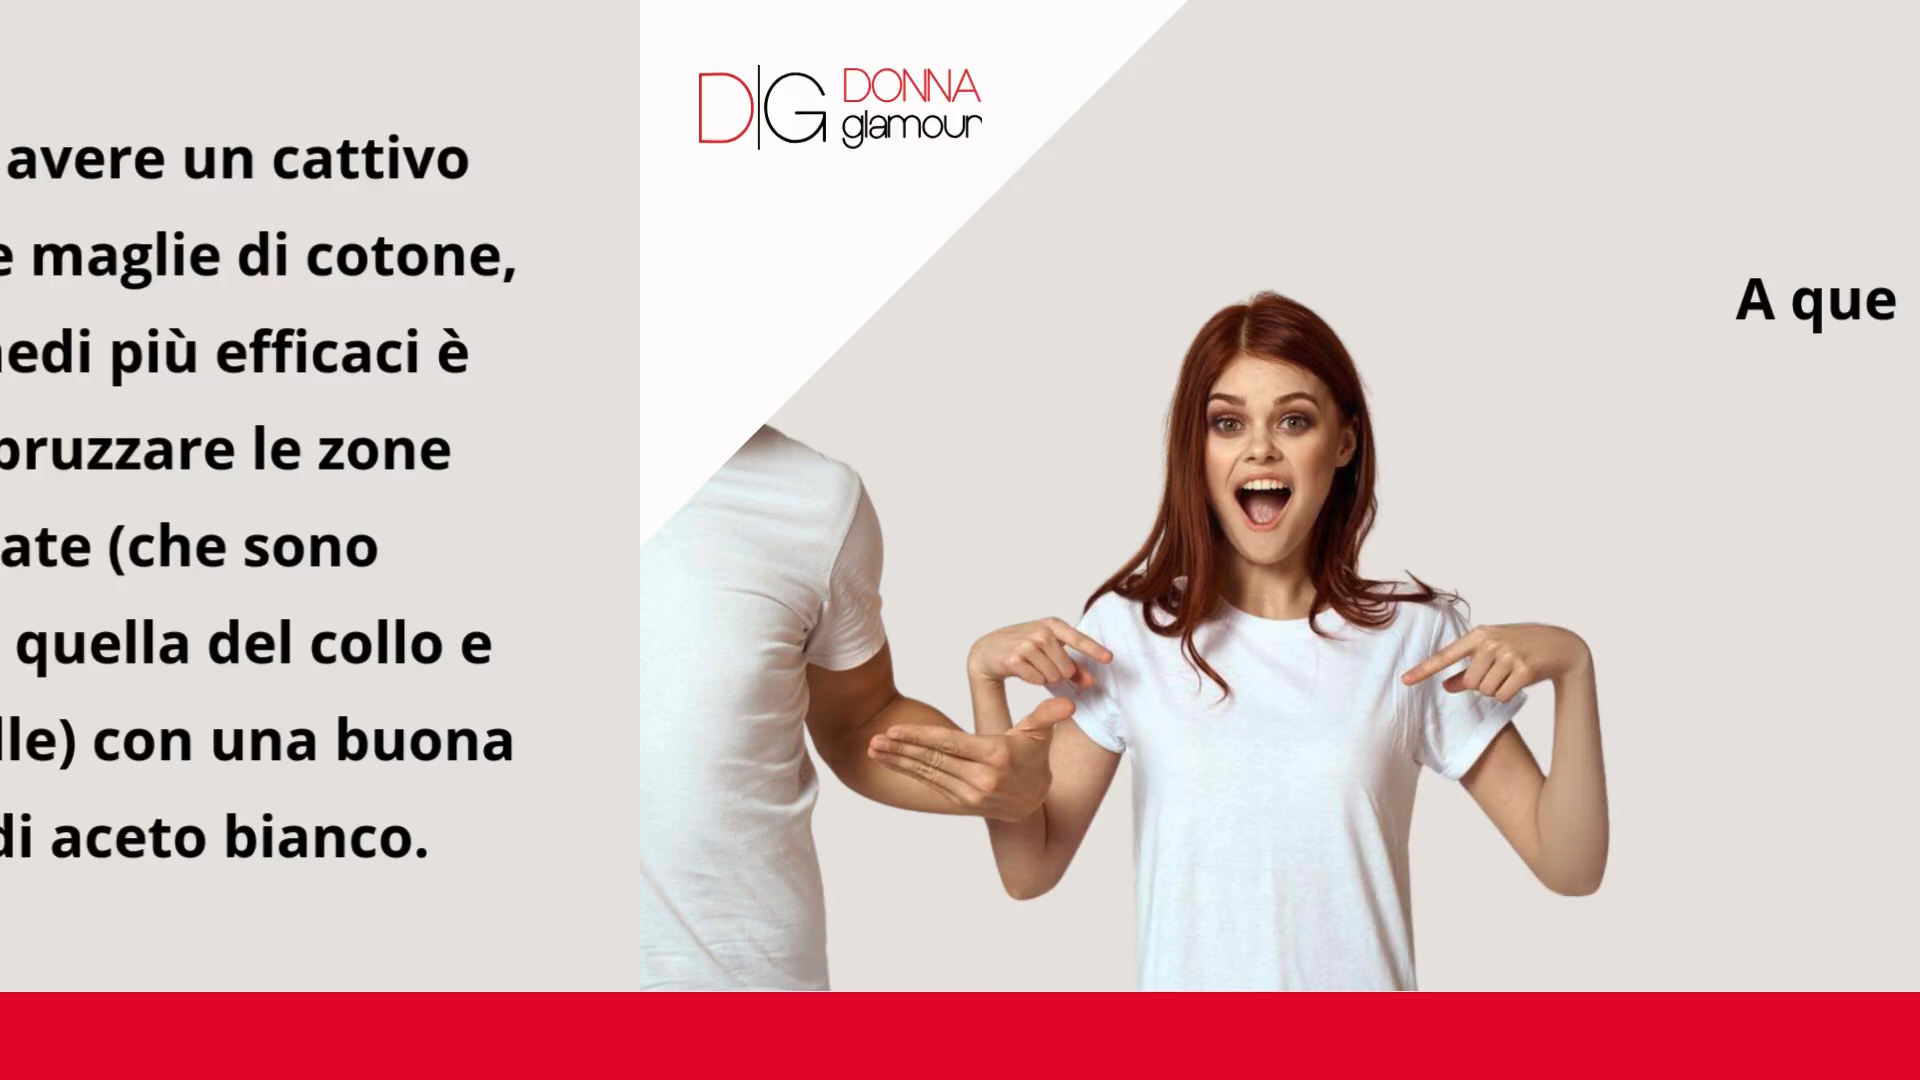 avere un cattivo
e maglie di cotone,
edi più efficaci è
bruzzare le zone
ate (che sono
quella del collo e
lle) con una buona
di aceto bianco.
D|G DONNA
glamour
A que